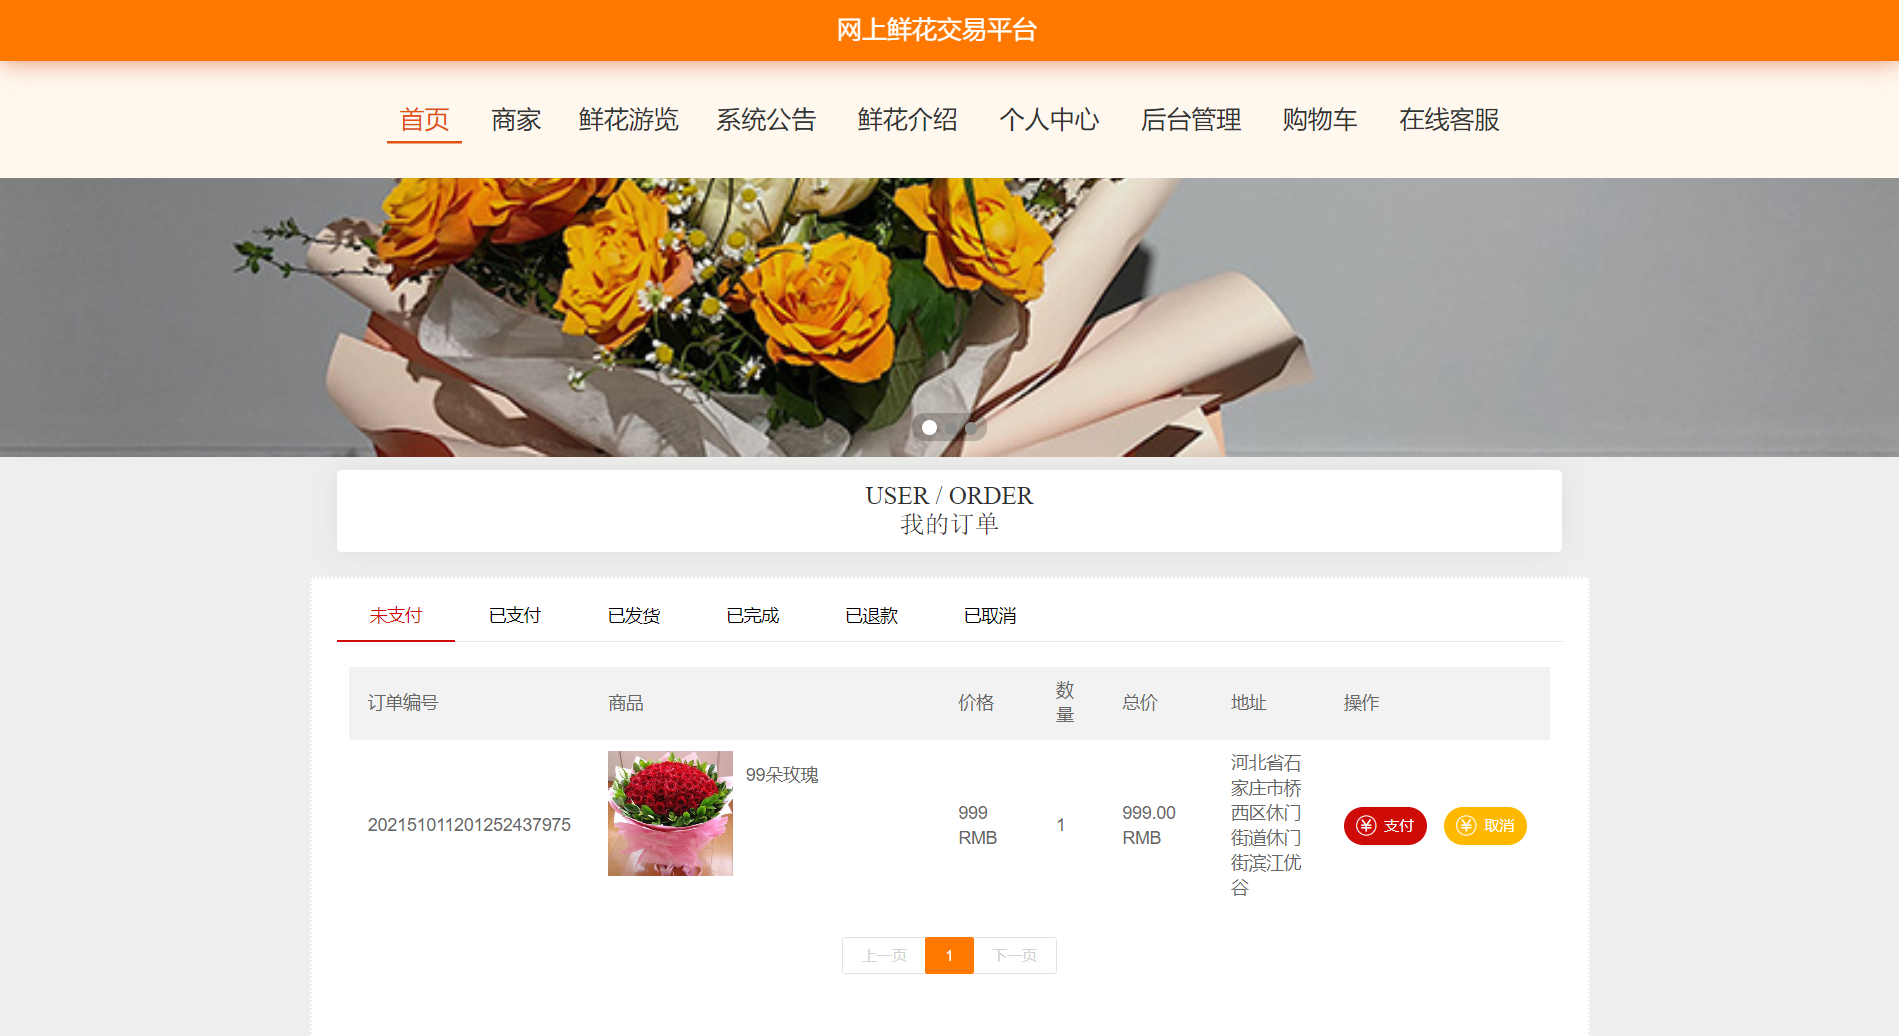 网上鲜花交易平台
首页 商家 鲜花游览 系统公告 鲜花介绍 个人中心 后台管理 购物车 在线客服
USER / ORDER
我的订单
未支付 已支付 已发货 已完成 已退款 已取消
订单编号 商品 价格 数量 总价 地址 操作
202151011201252437975
99朵玫瑰
999
RMB
1
999.00
RMB
河北省石
家庄市桥
西区休门
街道休门
街滨江优
谷
支付 取消
上一页 1 下一页